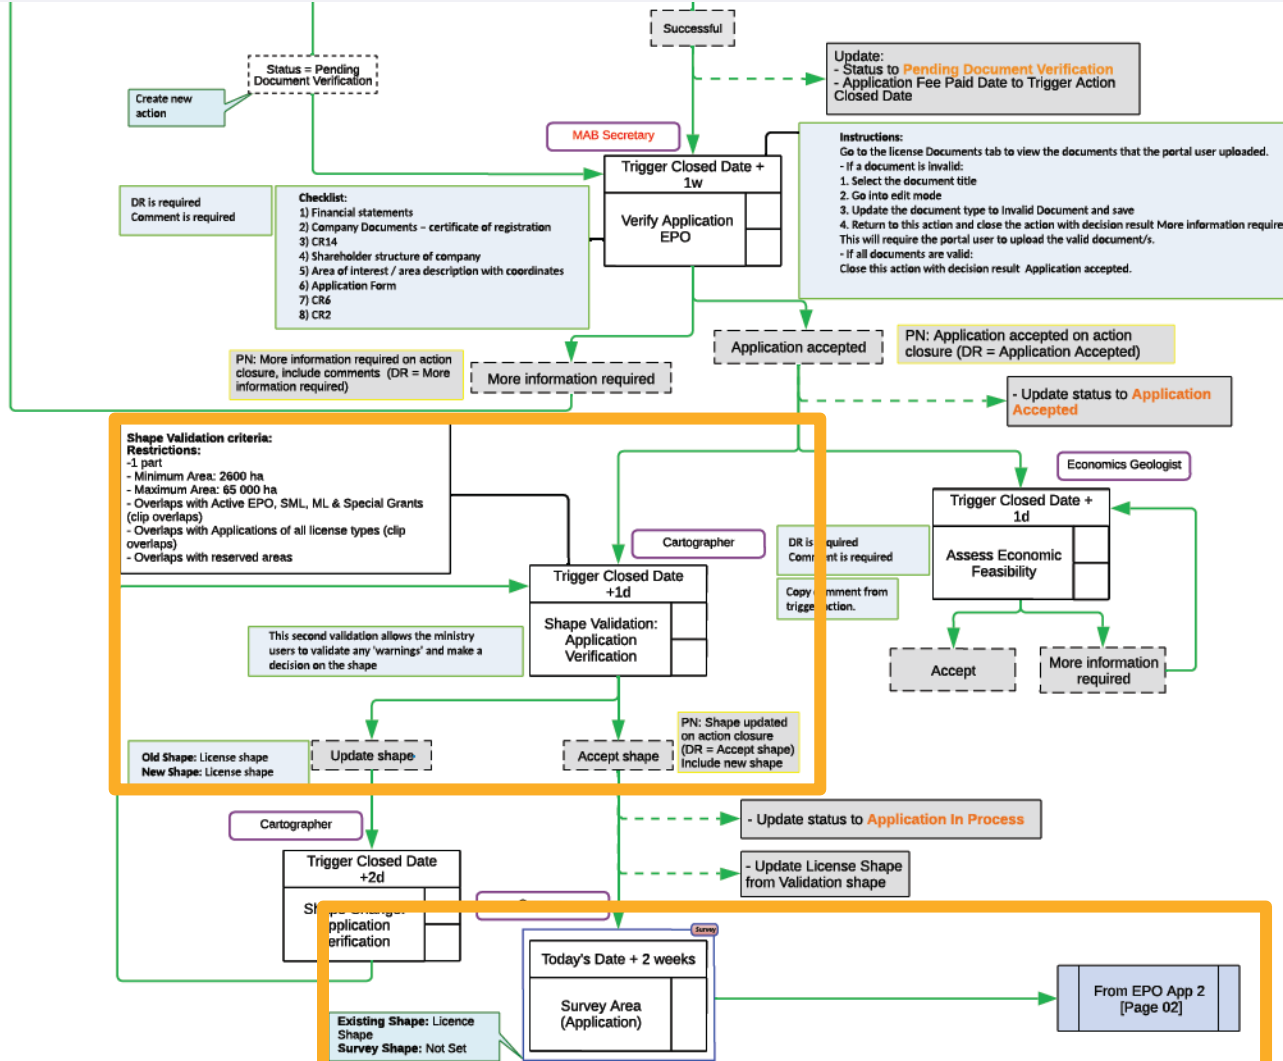 Successful
Status = Pending
Document Verification
Update:
- Status to Pending Document Verification
- Application Fee Paid Date to Trigger Action
Closed Date
Create new
action
MAB Secretary
Instructions:
Go to the license Documents tab to view the documents that the portal user uploaded.
- If a document is invalid:
1. Select the document title
2. Go into edit mode
3. Update the document type to Invalid Document and save
4. Return to this action and close the action with decision result More information require
This will require the portal user to upload the valid document/s.
- If all documents are valid:
Close this action with decision result Application accepted.
Trigger Closed Date +
1w
Verify Application
EPO
DR is required
Comment is required
Checklist:
1) Financial statements
2) Company Documents – certificate of registration
3) CR14
4) Shareholder structure of company
5) Area of interest / area description with coordinates
6) Application Form
7) CR6
8) CR2
PN: More information required on action
closure, include comments (DR = More
information required)
More information required
Application accepted
PN: Application accepted on action
closure (DR = Application Accepted)
- Update status to Application
Accepted
Shape Validation criteria:
Restrictions:
-1 part
- Minimum Area: 2600 ha
- Maximum Area: 65 000 ha
- Overlaps with Active EPO, SML, ML & Special Grants
(clip overlaps)
- Overlaps with Applications of all license types (clip
overlaps)
- Overlaps with reserved areas
Economics Geologist
Trigger Closed Date +
1d
Assess Economic
Feasibility
Cartographer
DR is required
Comment is required
Copy comment from
trigger action.
Trigger Closed Date
+1d
Shape Validation:
Application
Verification
This second validation allows the ministry
users to validate any 'warnings' and make a
decision on the shape
Accept
More information
required
Old Shape: License shape
New Shape: License shape
Update shape
Accept shape
PN: Shape updated
on action closure
(DR = Accept shape)
Include new shape
Cartographer
- Update status to Application In Process
Trigger Closed Date
+2d
Shape Change:
Application
Verification
- Update License Shape
from Validation shape
Survey
Today's Date + 2 weeks
Survey Area
(Application)
From EPO App 2
[Page 02]
Existing Shape: Licence
Shape
Survey Shape: Not Set